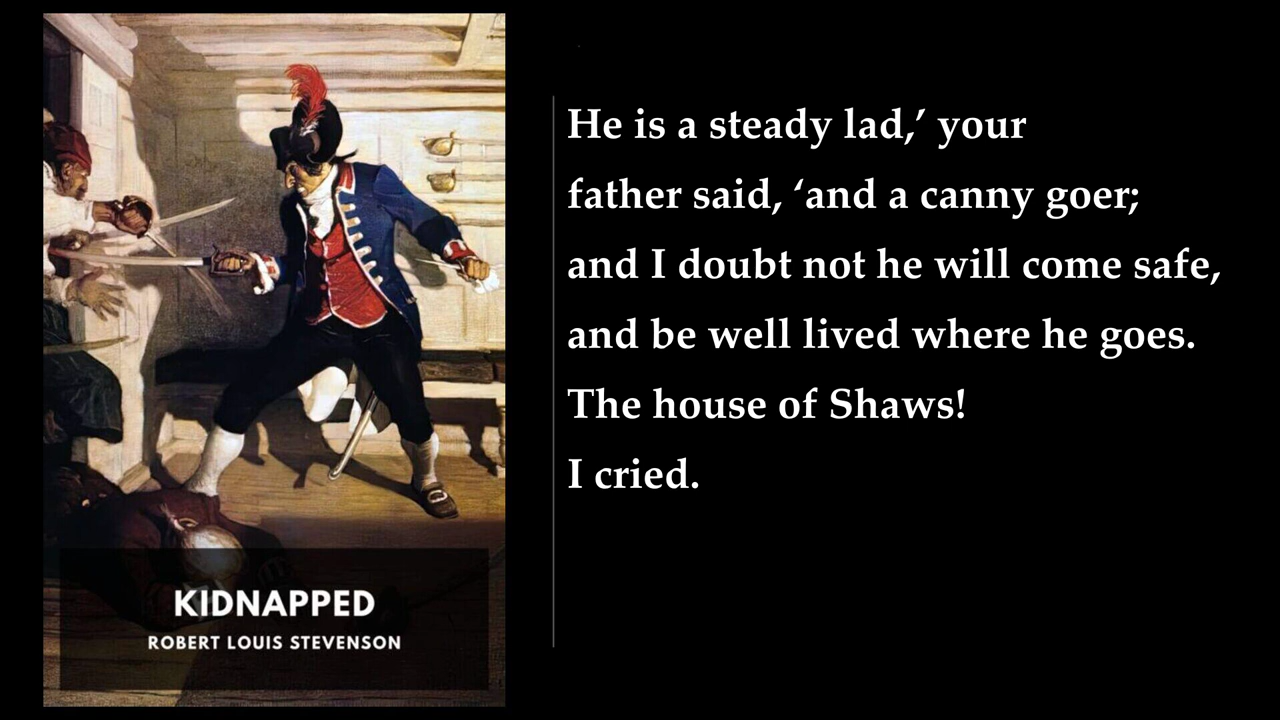 He is a steady lad,’ your
father said, ‘and a canny goer;
and I doubt not he will come safe,
and be well lived where he goes.
The house of Shaws!
I cried.
KIDNAPPED
ROBERT LOUIS STEVENSON